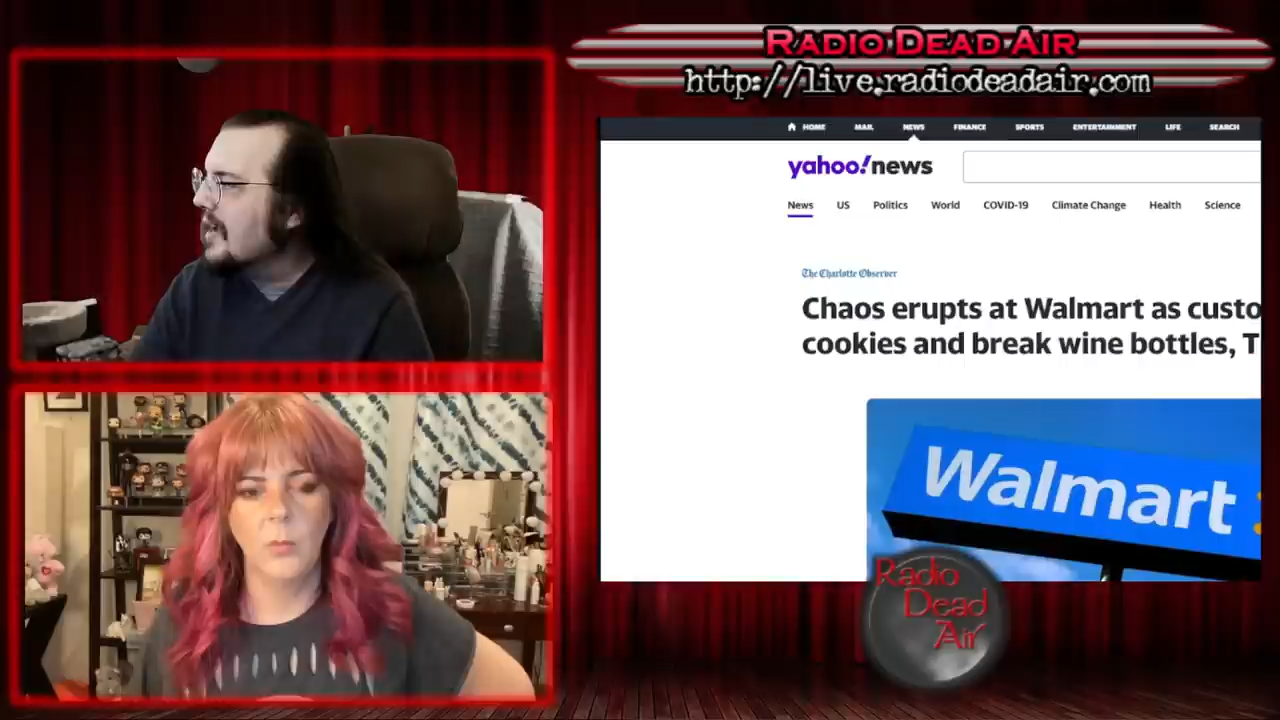 Radio Dead Air
http://live.radiodeadair.com
HOME MAIL NEWS FINANCE SPORTS ENTERTAINMENT LIFE SEARCH
yahoo!news
News US Politics World COVID-19 Climate Change Health Science
The Charlotte Observer
Chaos erupts at Walmart as custo
cookies and break wine bottles, T
Walmart
Radio
Dead
Air